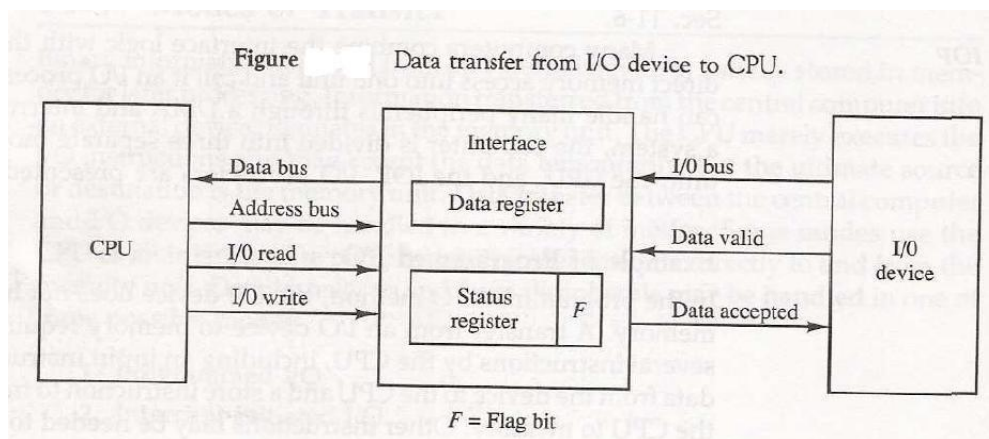 Figure Data transfer from I/O device to CPU.
Interface
Data bus
I/O bus
Data register
Address bus
Data valid
CPU
I/O
device
I/O read
I/O write
Status
register
F
Data accepted
F = Flag bit